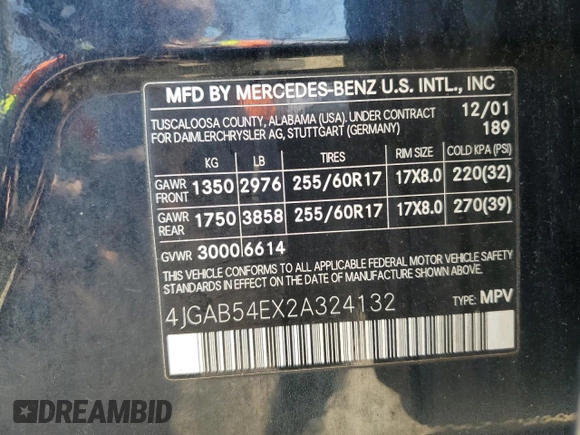 MFD BY MERCEDES-BENZ U.S. INTL., INC
TUSCALOOSA COUNTY, ALABAMA (USA). UNDER CONTRACT 12/01
FOR DAIMLERCHRYSLER AG, STUTTGART (GERMANY) 189
KG LB TIRES RIM SIZE COLD KPA (PSI)
GAWR FRONT 1350 2976 255/60R17 17X8.0 220(32)
GAWR REAR 1750 3858 255/60R17 17X8.0 270(39)
GVWR 3000 6614
THIS VEHICLE CONFORMS TO ALL APPLICABLE FEDERAL MOTOR VEHICLE SAFETY
STANDARDS IN EFFECT ON THE DATE OF MANUFACTURE SHOWN ABOVE.
4JGAB54EX2A324132 TYPE: MPV
DREAMBID